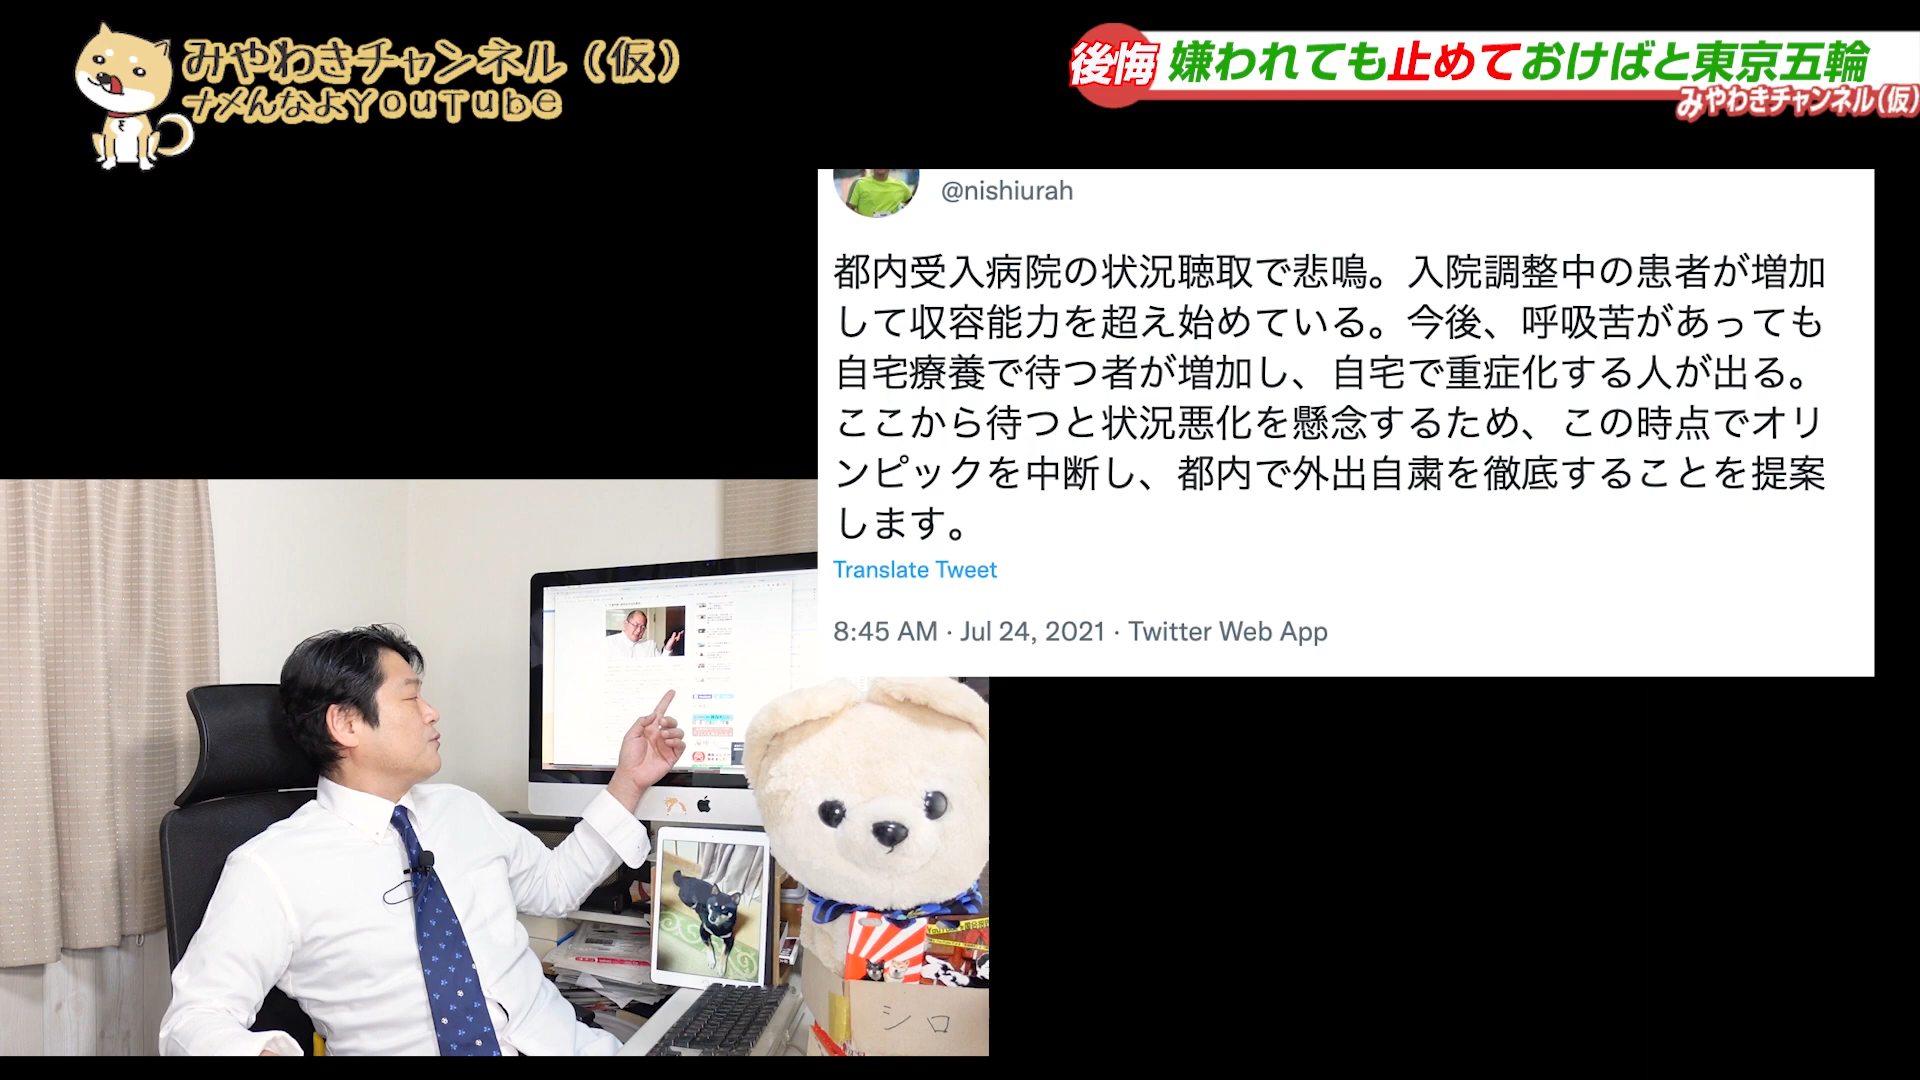 みやわきチャンネル（仮）
ナメんなよYouTube
後悔 嫌われても止めておけばと東京五輪
みやわきチャンネル(仮)
@nishiurah
都内受入病院の状況聴取で悲鳴。入院調整中の患者が増加
して収容能力を超え始めている。今後、呼吸苦があっても
自宅療養で待つ者が増加し、自宅で重症化する人が出る。
ここから待つと状況悪化を懸念するため、この時点でオリ
ンピックを中断し、都内で外出自粛を徹底することを提案
します。
Translate Tweet
8:45 AM · Jul 24, 2021 · Twitter Web App
シロ